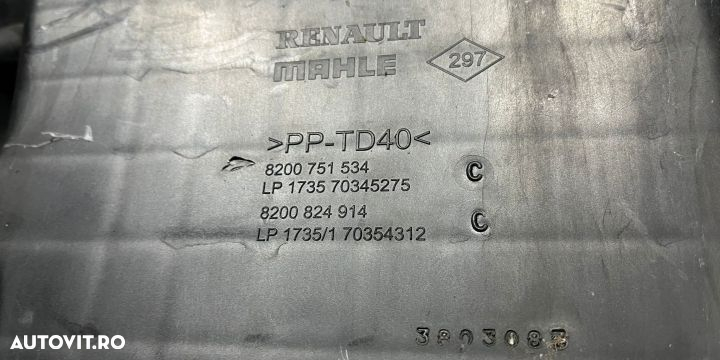 RENAULT
MAHLE 297
>PP-TD40<
8200 751 534 C
LP 1735 70345275
8200 824 914 C
LP 1735/1 70354312
AUTOVIT.RO